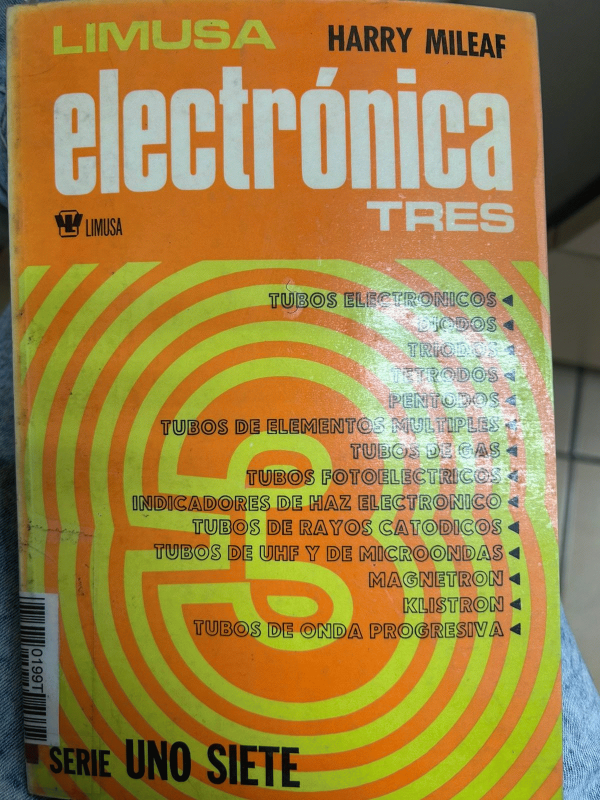 LIMUSA
HARRY MILEAF
electrónica
TRES
LIMUSA
TUBOS ELECTRONICOS
DIODOS
TRIODOS
TETRODOS
PENTODOS
TUBOS DE ELEMENTOS MULTIPLES
TUBOS DE GAS
TUBOS FOTOELECTRICOS
INDICADORES DE HAZ ELECTRONICO
TUBOS DE RAYOS CATODICOS
TUBOS DE UHF Y DE MICROONDAS
MAGNETRON
KLISTRON
TUBOS DE ONDA PROGRESIVA
3
SERIE UNO SIETE